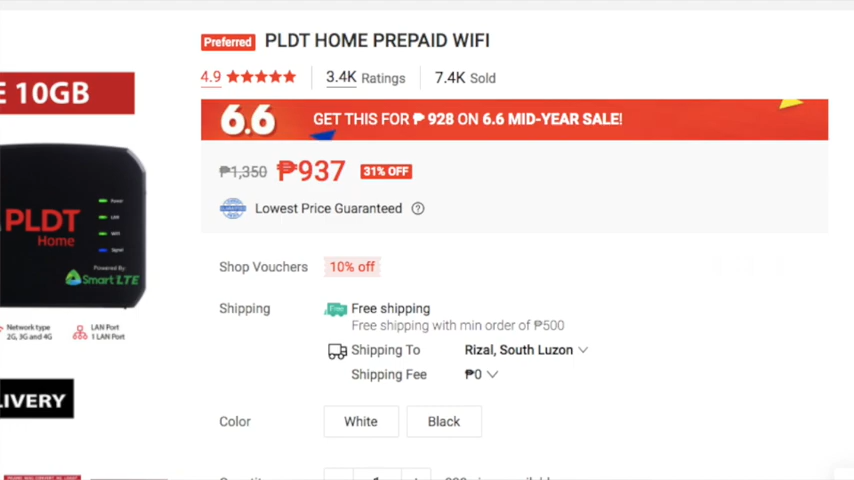 Preferred PLDT HOME PREPAID WIFI
4.9 3.4K Ratings 7.4K Sold
E 10GB
6.6 GET THIS FOR ₱ 928 ON 6.6 MID-YEAR SALE!
₱1,350 ₱937 31% OFF
Lowest Price Guaranteed ?
PLDT
Home
Power
LAN
WiFi
Signal
Powered By:
Smart LTE
Network type
2G, 3G and 4G
LAN Port
1 LAN Port
LIVERY
Shop Vouchers 10% off
Shipping Free shipping
Free shipping with min order of ₱500
Shipping To Rizal, South Luzon
Shipping Fee ₱0
Color White Black